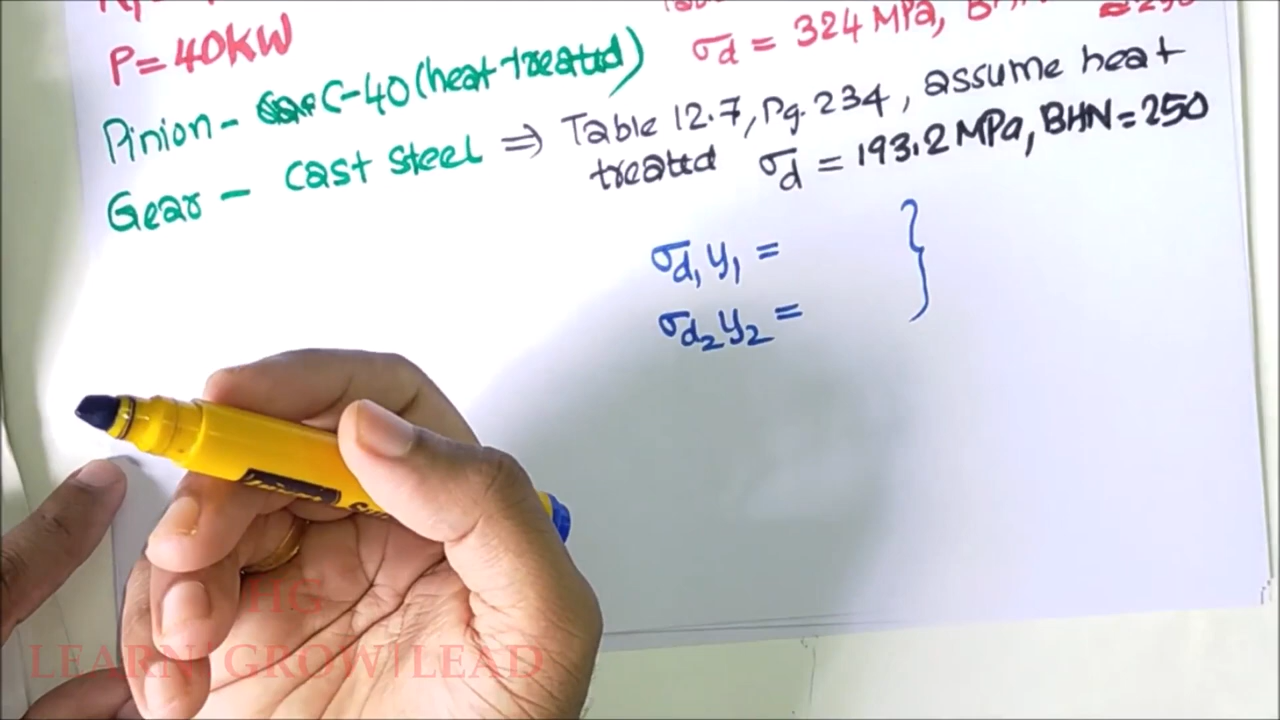 P= 40KW
σd = 324 MPa,
Pinion - C-40 (heat treated)
Gear - cast steel ⇒ Table 12.7, Pg. 234, assume heat
treated σd = 193.2 MPa, BHN = 250
σd₁ y₁ =
σd₂ y₂ = }
HG
LEARN|GROW|LEAD